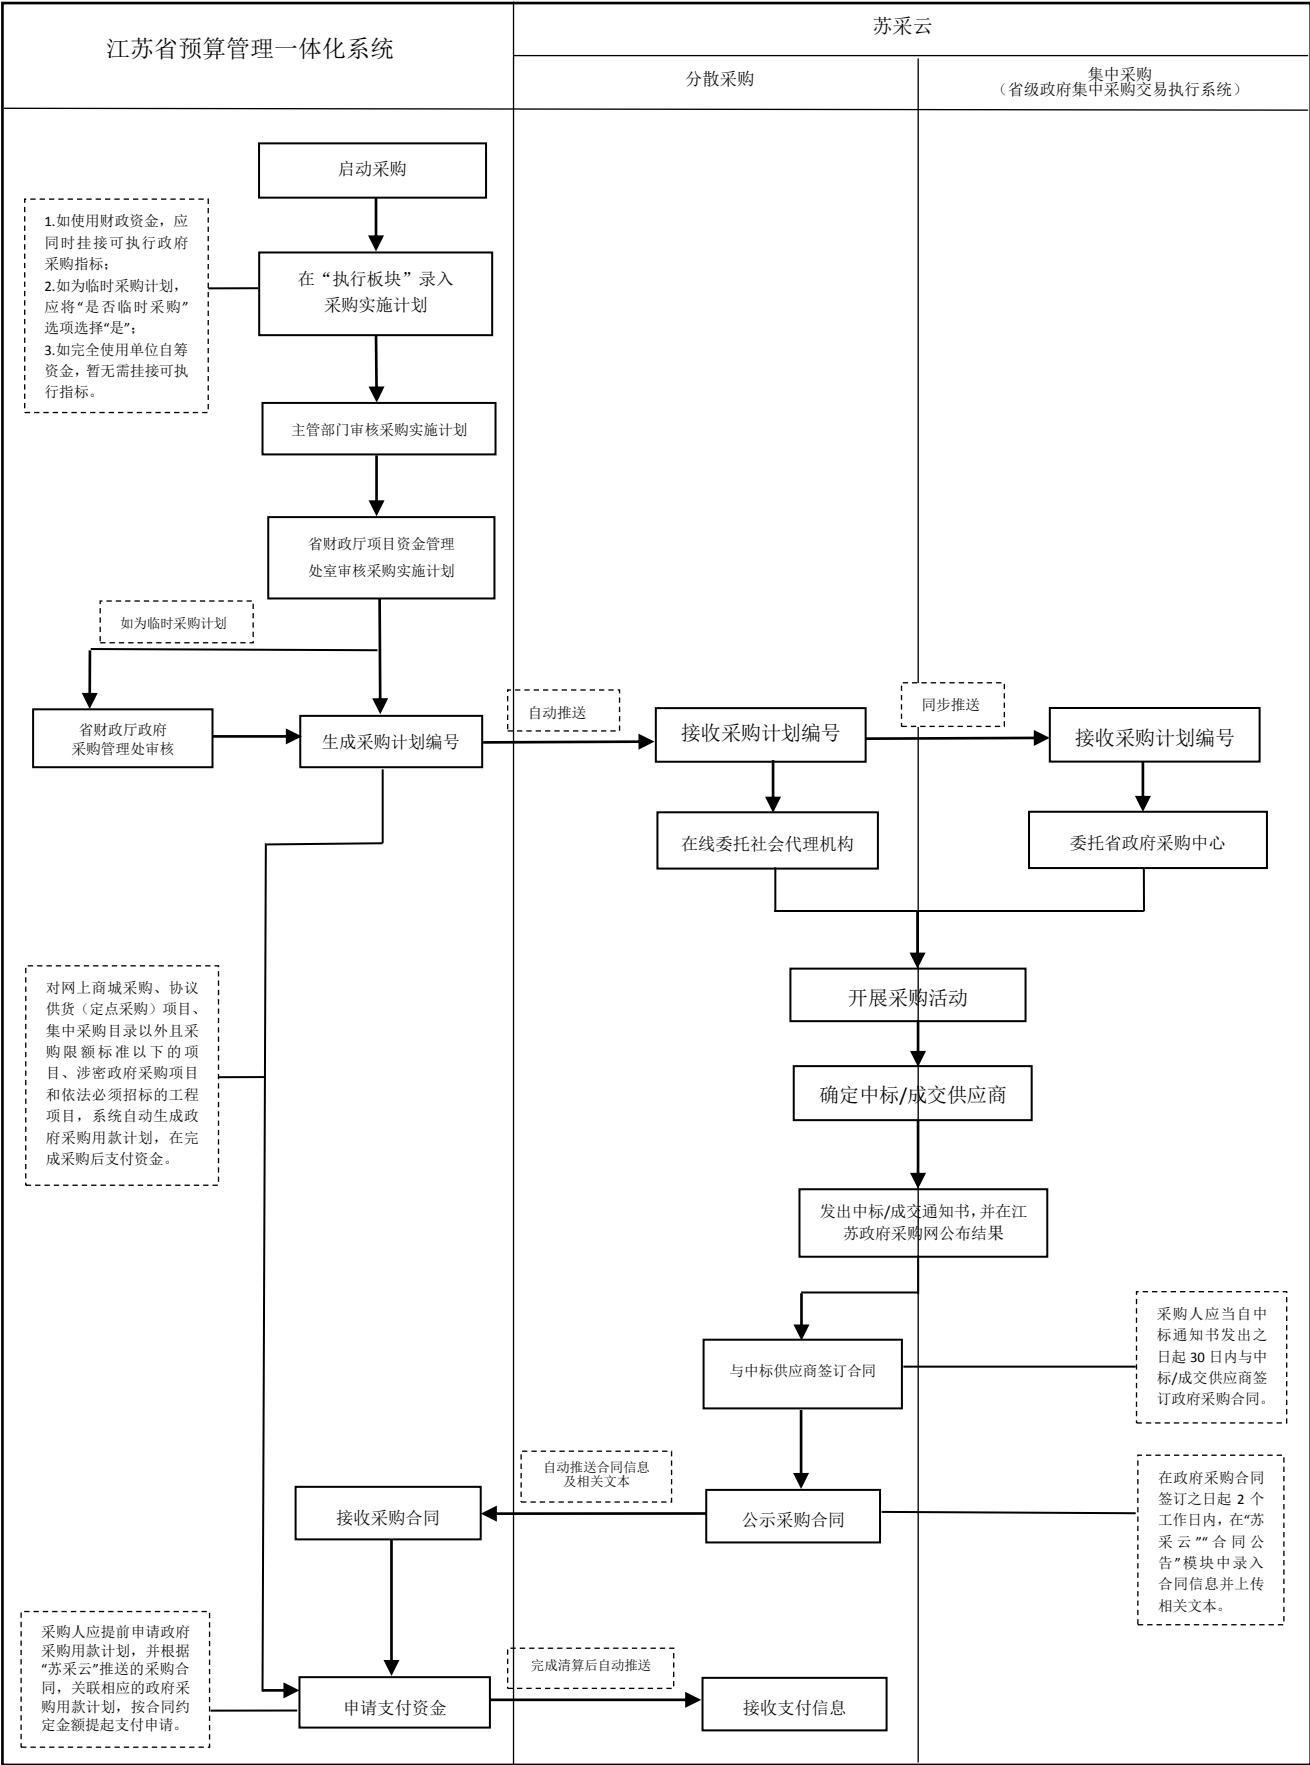 江苏省预算管理一体化系统
苏采云
分散采购
集中采购
（省级政府集中采购交易执行系统）
启动采购
1.如使用财政资金，应
同时挂接可执行政府
采购指标；
2.如为临时采购计划，
应将“是否临时采购”
选项选择“是”；
3.如完全使用单位自筹
资金，暂无需挂接可执
行指标。
在“执行板块”录入
采购实施计划
主管部门审核采购实施计划
省财政厅项目资金管理
处室审核采购实施计划
如为临时采购计划
省财政厅政府
采购管理处审核
生成采购计划编号
自动推送
接收采购计划编号
同步推送
接收采购计划编号
在线委托社会代理机构
委托省政府采购中心
对网上商城采购、协议
供货（定点采购）项目、
集中采购目录以外且采
购限额标准以下的项
目、涉密政府采购项目
和依法必须招标的工程
项目，系统自动生成政
府采购用款计划，在完
成采购后支付资金。
开展采购活动
确定中标/成交供应商
发出中标/成交通知书，并在江
苏政府采购网公布结果
与中标供应商签订合同
采购人应当自中
标通知书发出之
日起 30 日内与中
标/成交供应商签
订政府采购合同。
自动推送合同信息
及相关文本
接收采购合同
公示采购合同
在政府采购合同
签订之日起 2 个
工作日内，在“苏
采云”“合同公
告”模块中录入
合同信息并上传
相关文本。
采购人应提前申请政府
采购用款计划，并根据
“苏采云”推送的采购合
同，关联相应的政府采
购用款计划，按合同约
定金额提起支付申请。
申请支付资金
完成清算后自动推送
接收支付信息